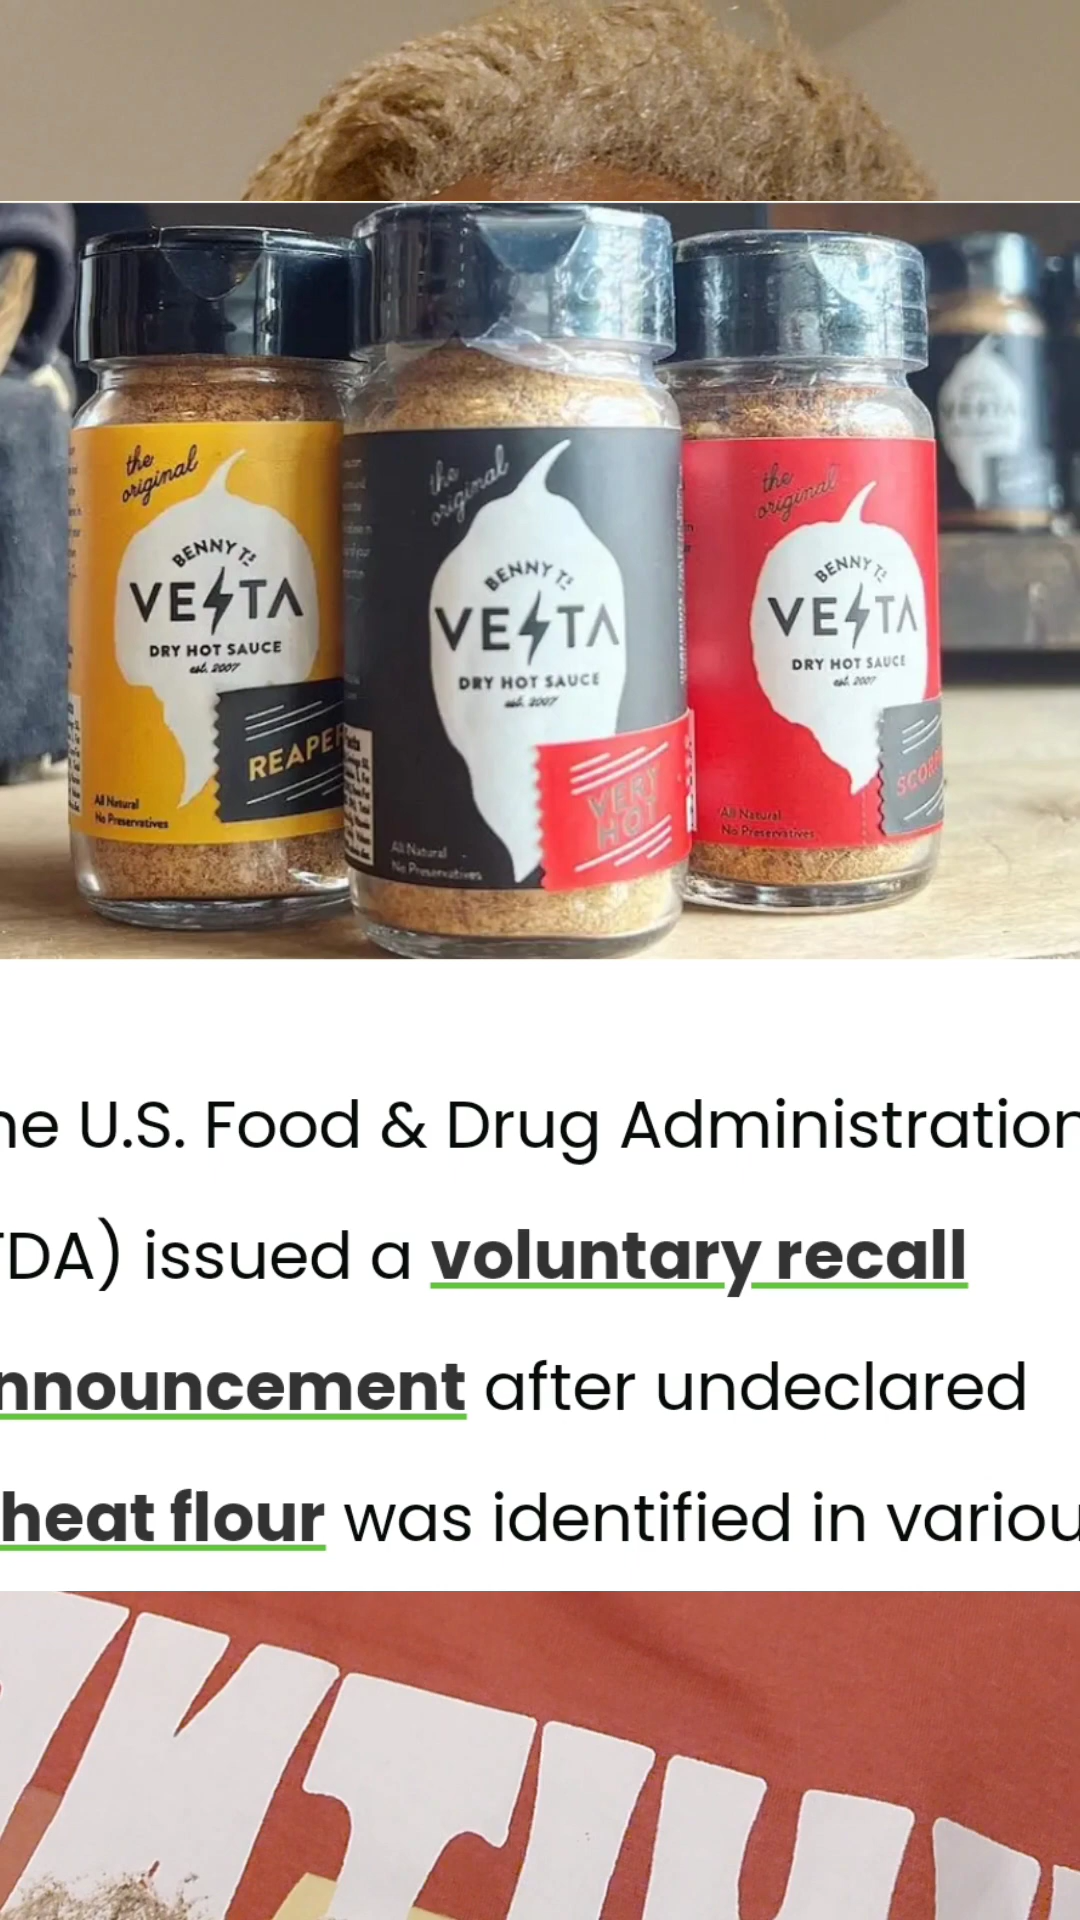 the
original
BENNY T's
VESTA
DRY HOT SAUCE
est. 2007
REAPER
All Natural
No Preservatives
the
original
BENNY T's
VESTA
DRY HOT SAUCE
est. 2007
VERY
HOT
All Natural
No Preservatives
the
original
BENNY T's
VESTA
DRY HOT SAUCE
est. 2007
SCOR
All Natural
No Preservatives
he U.S. Food & Drug Administration
DA) issued a voluntary recall
nnouncement after undeclared
heat flour was identified in variou